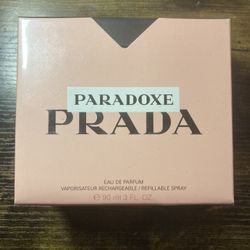 PARADOXE
PRADA
EAU DE PARFUM
VAPORISATEUR RECHARGEABLE / REFILLABLE SPRAY
℮ 90 ml 3 FL. OZ.